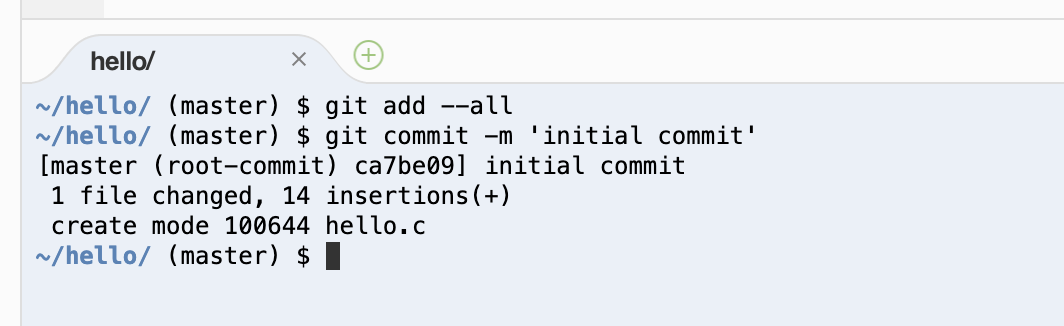 hello/
~/hello/ (master) $ git add --all
~/hello/ (master) $ git commit -m 'initial commit'
[master (root-commit) ca7be09] initial commit
 1 file changed, 14 insertions(+)
 create mode 100644 hello.c
~/hello/ (master) $